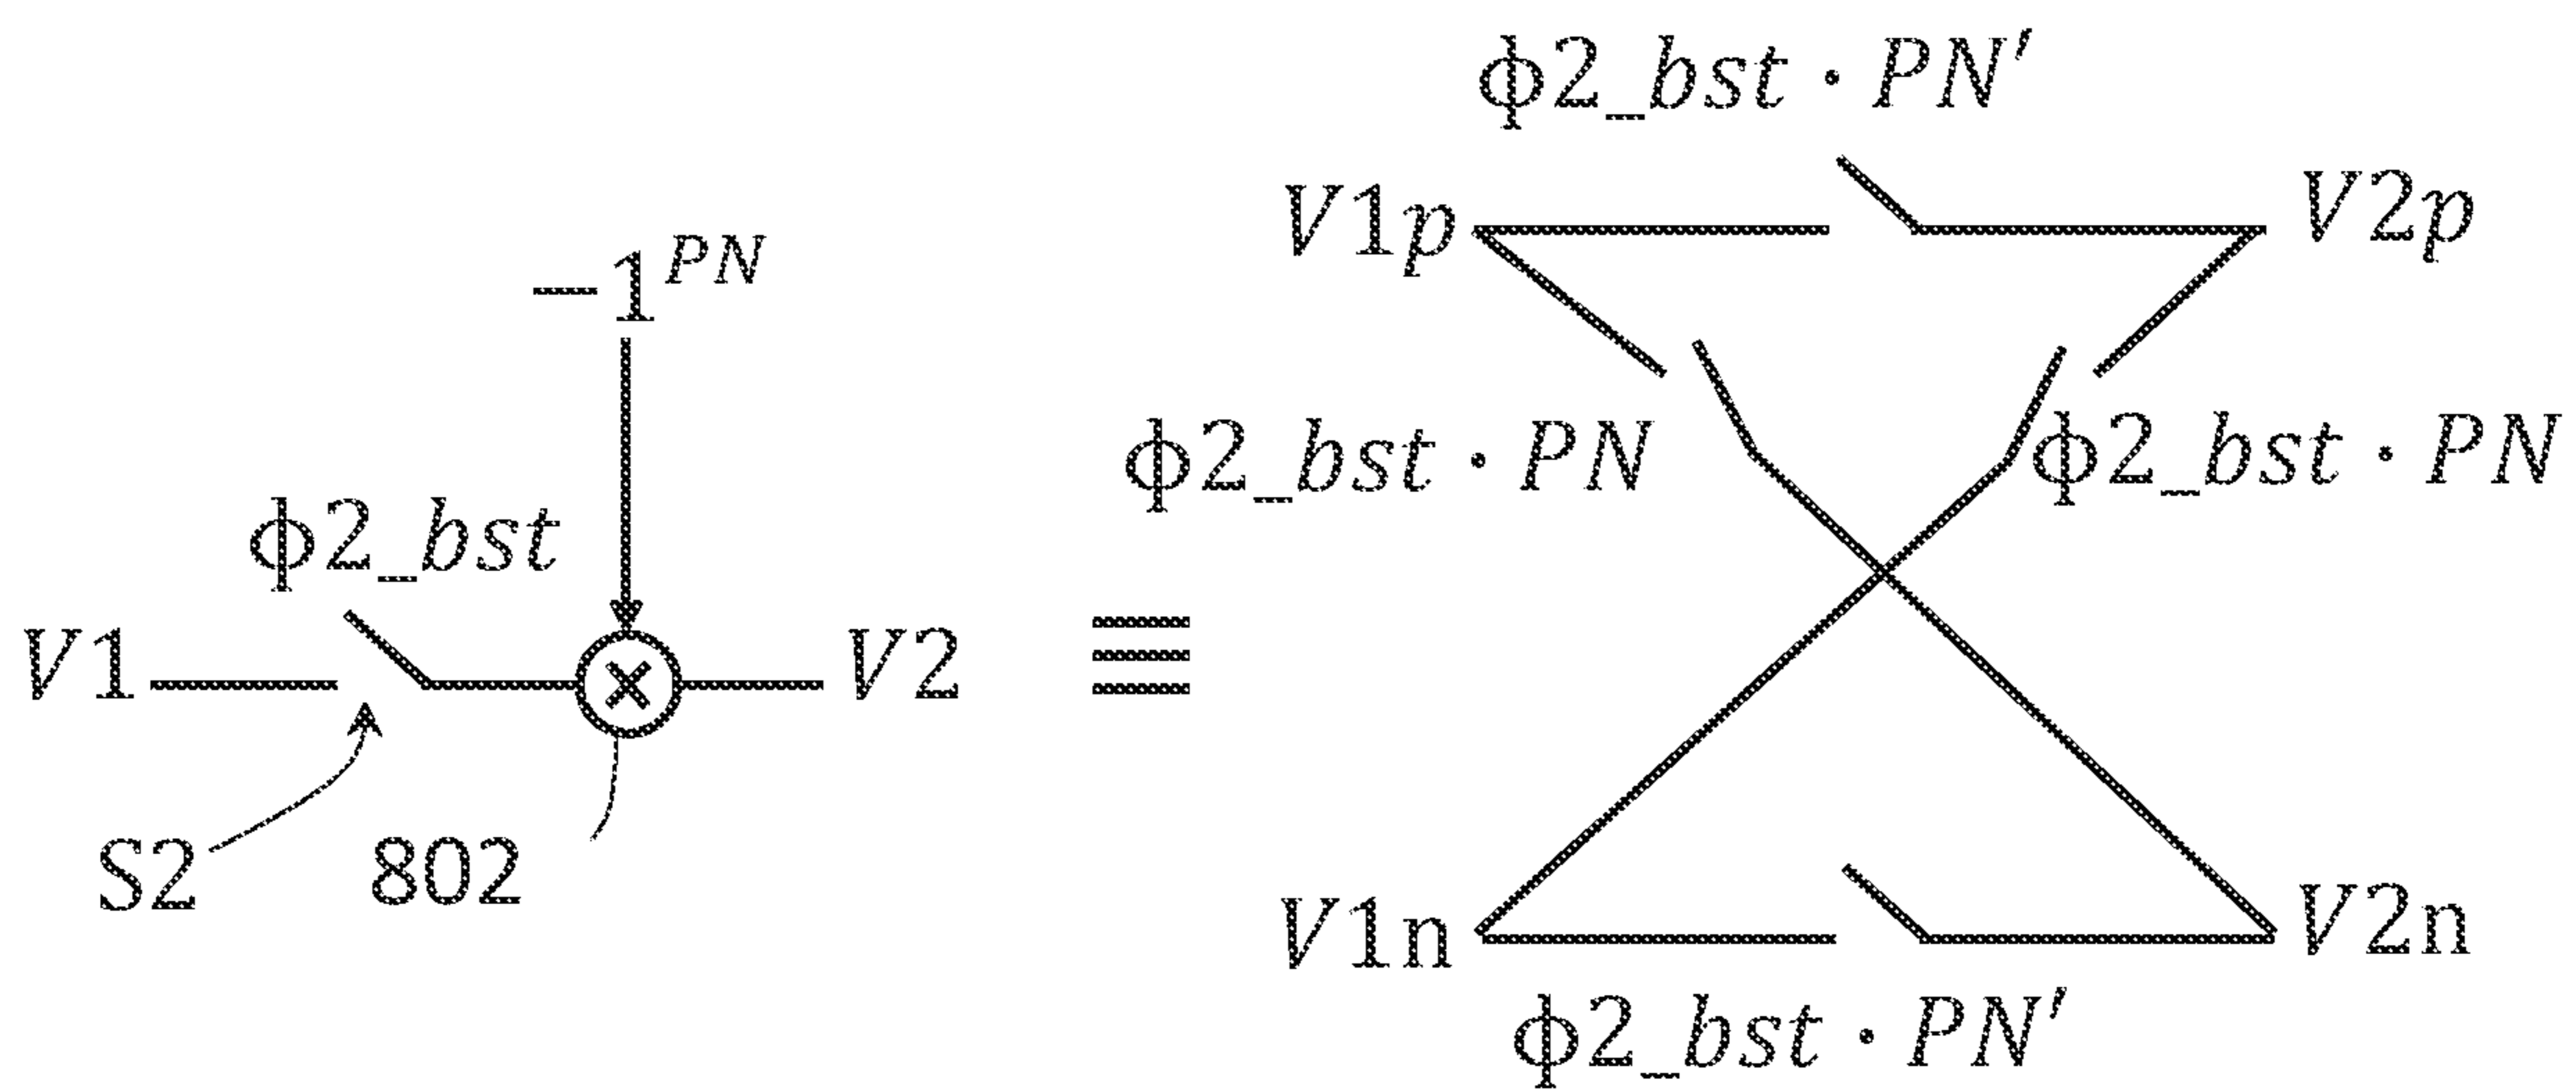 ϕ2_bst · PN′
V1p
V2p
−1^PN
ϕ2_bst · PN
ϕ2_bst · PN
ϕ2_bst
V1
V2
≡
S2
802
V1n
V2n
ϕ2_bst · PN′